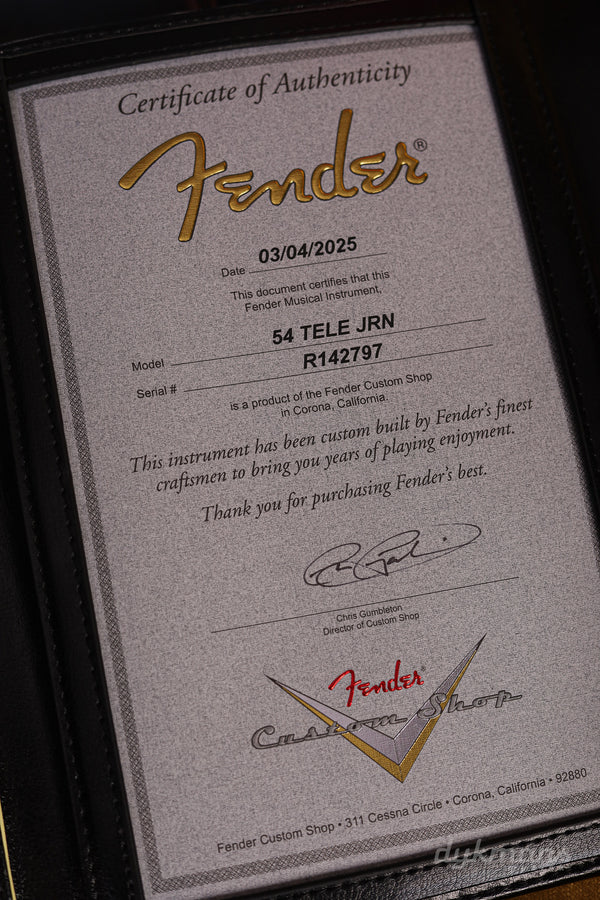 Certificate of Authenticity
Fender®
Date 03/04/2025
This document certifies that this
Fender Musical Instrument,
Model 54 TELE JRN
Serial # R142797
is a product of the Fender Custom Shop
in Corona, California.
This instrument has been custom built by Fender's finest
craftsmen to bring you years of playing enjoyment.
Thank you for purchasing Fender's best.
Chris Gumbleton
Director of Custom Shop
Fender®
Custom Shop
Fender Custom Shop • 311 Cessna Circle • Corona, California • 92880